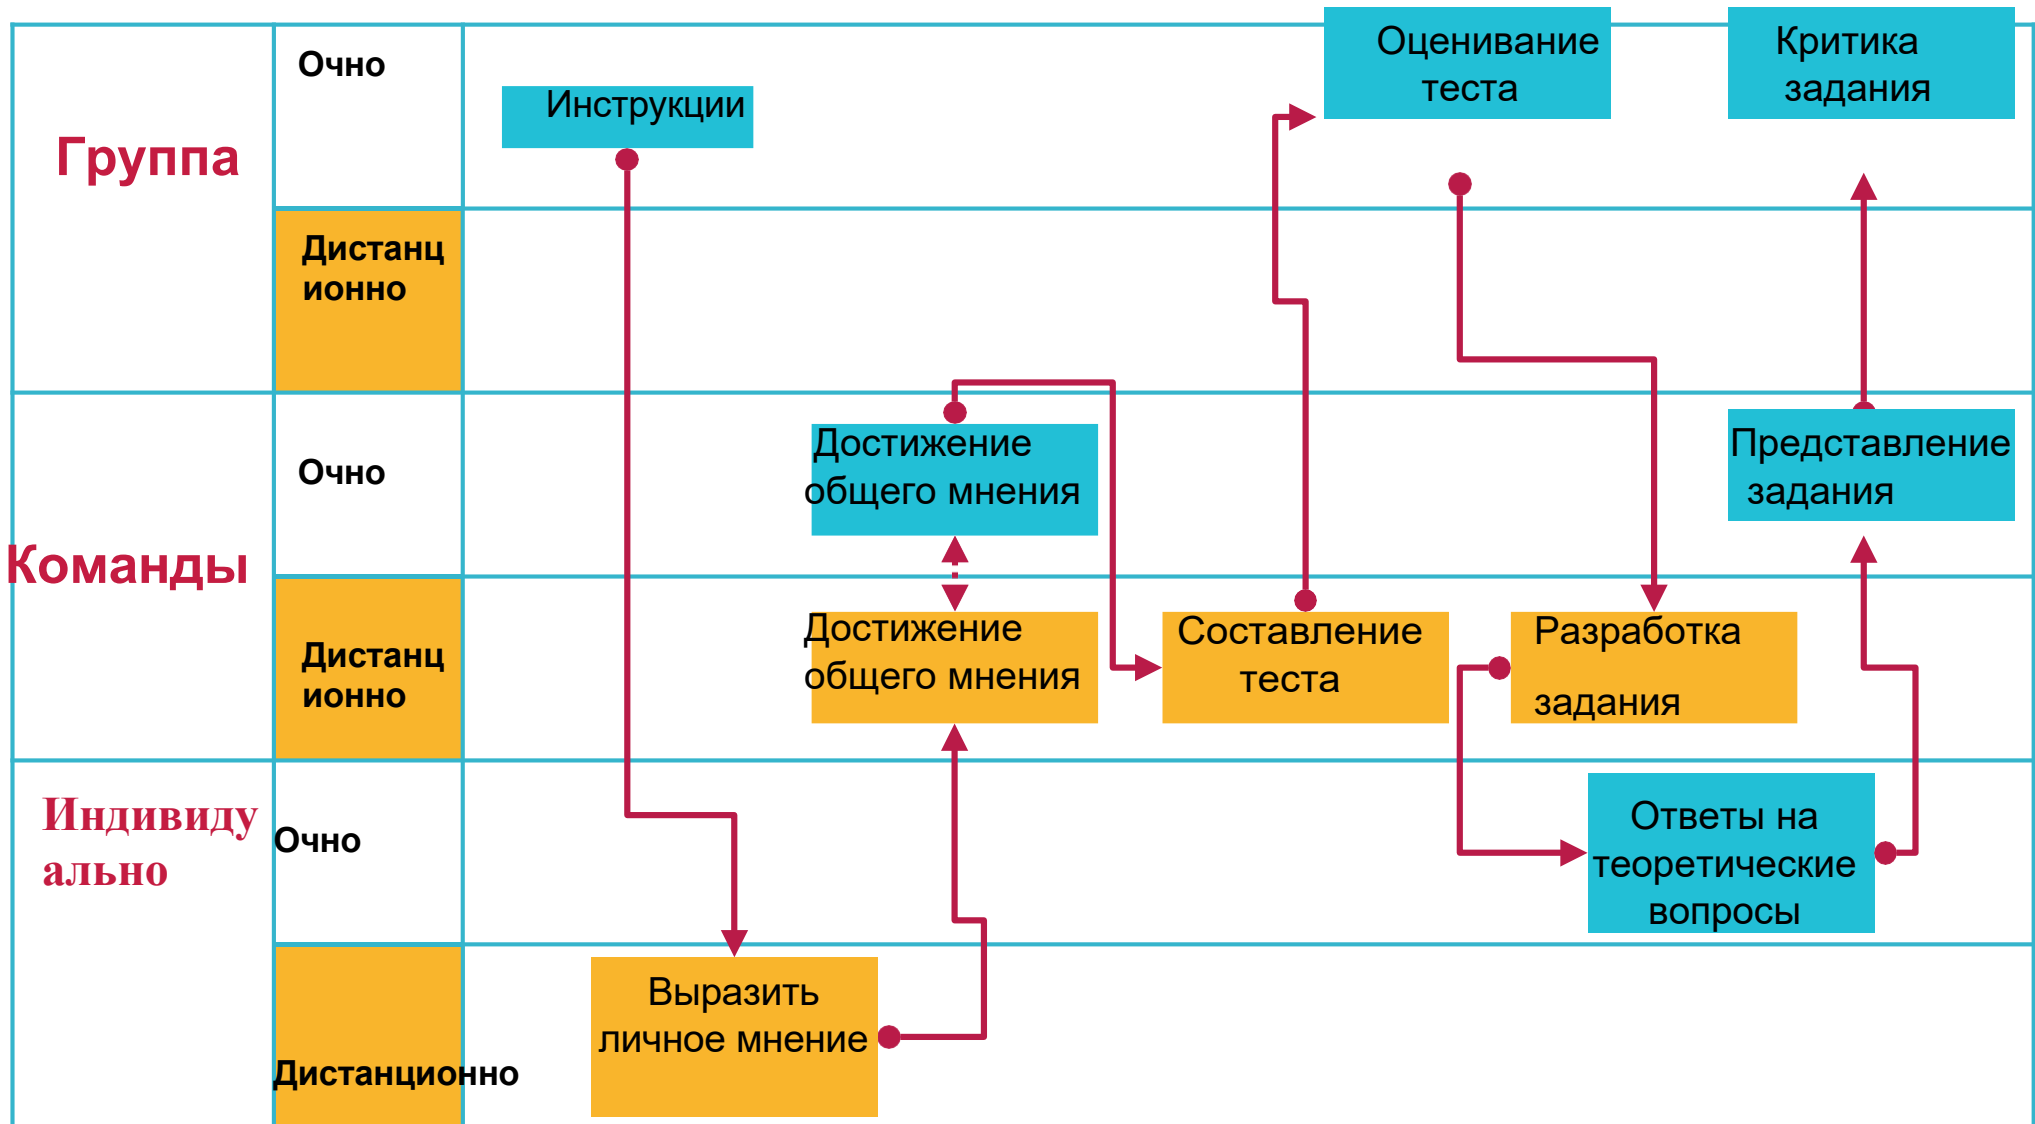 Группа
Очно
Инструкции
Оценивание
теста
Критика
задания
Дистанц
ионно
Команды
Очно
Достижение
общего мнения
Представление
задания
Дистанц
ионно
Достижение
общего мнения
Составление
теста
Разработка
задания
Индивиду
ально
Очно
Ответы на
теоретические
вопросы
Дистанционно
Выразить
личное мнение